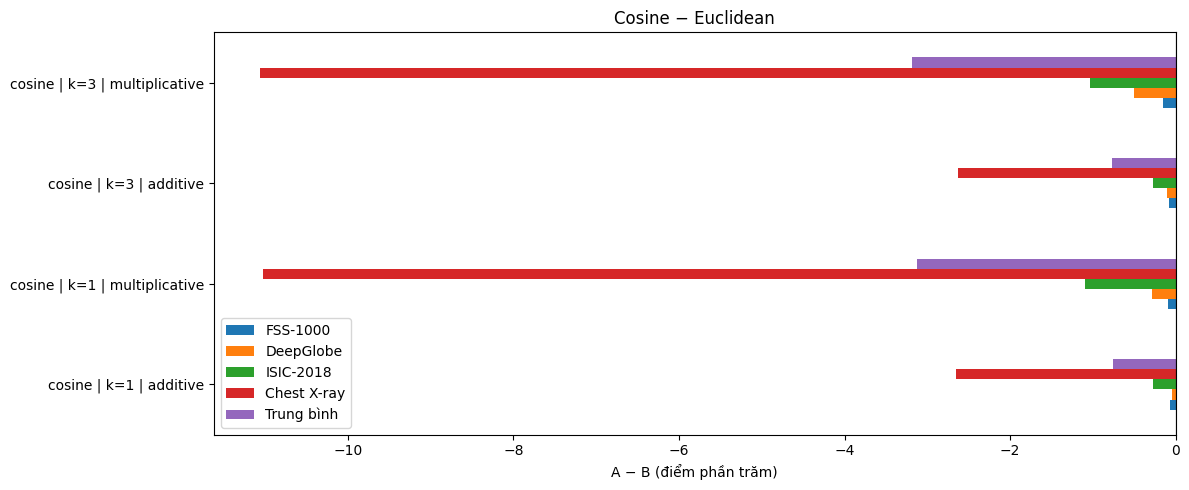 Cosine − Euclidean
cosine | k=3 | multiplicative
cosine | k=3 | additive
cosine | k=1 | multiplicative
cosine | k=1 | additive
FSS-1000
DeepGlobe
ISIC-2018
Chest X-ray
Trung bình
−10
−8
−6
−4
−2
0
A − B (điểm phần trăm)